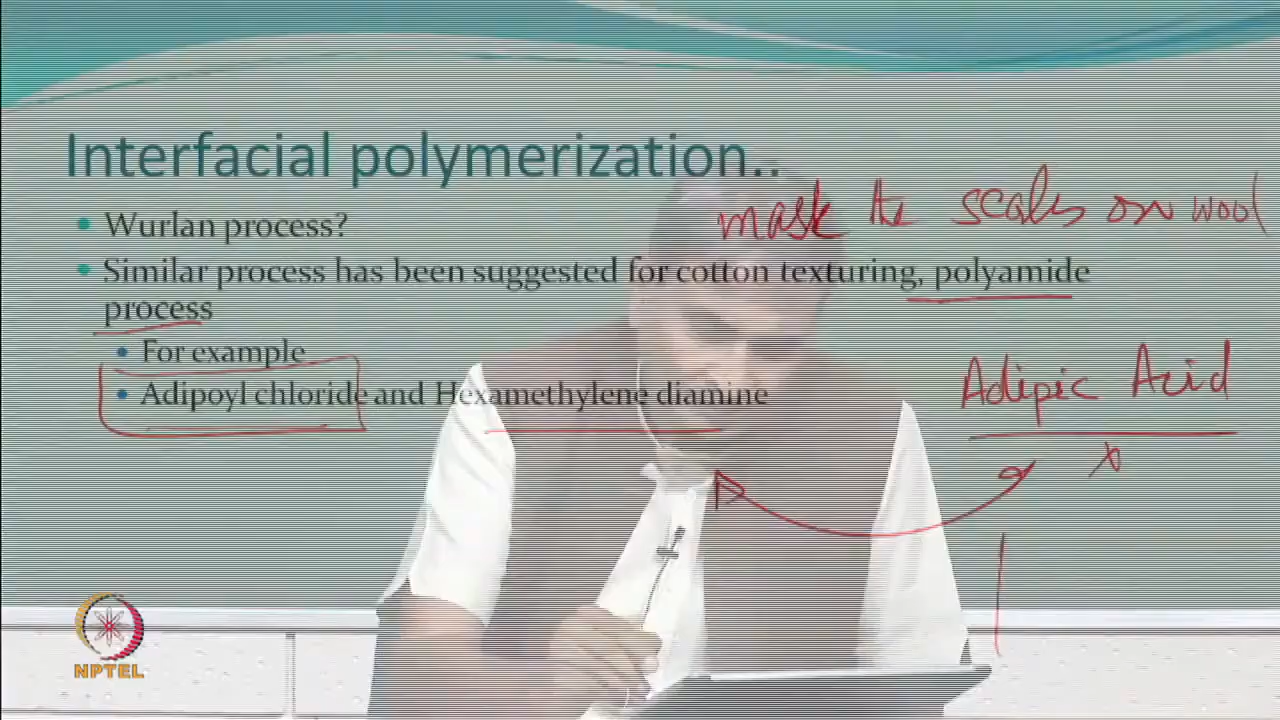 Interfacial polymerization..
mask the scales on wool
Wurlan process?
Similar process has been suggested for cotton texturing, polyamide
process
For example
Adipoyl chloride and Hexamethylene diamine
Adipic Acid
x
NPTEL